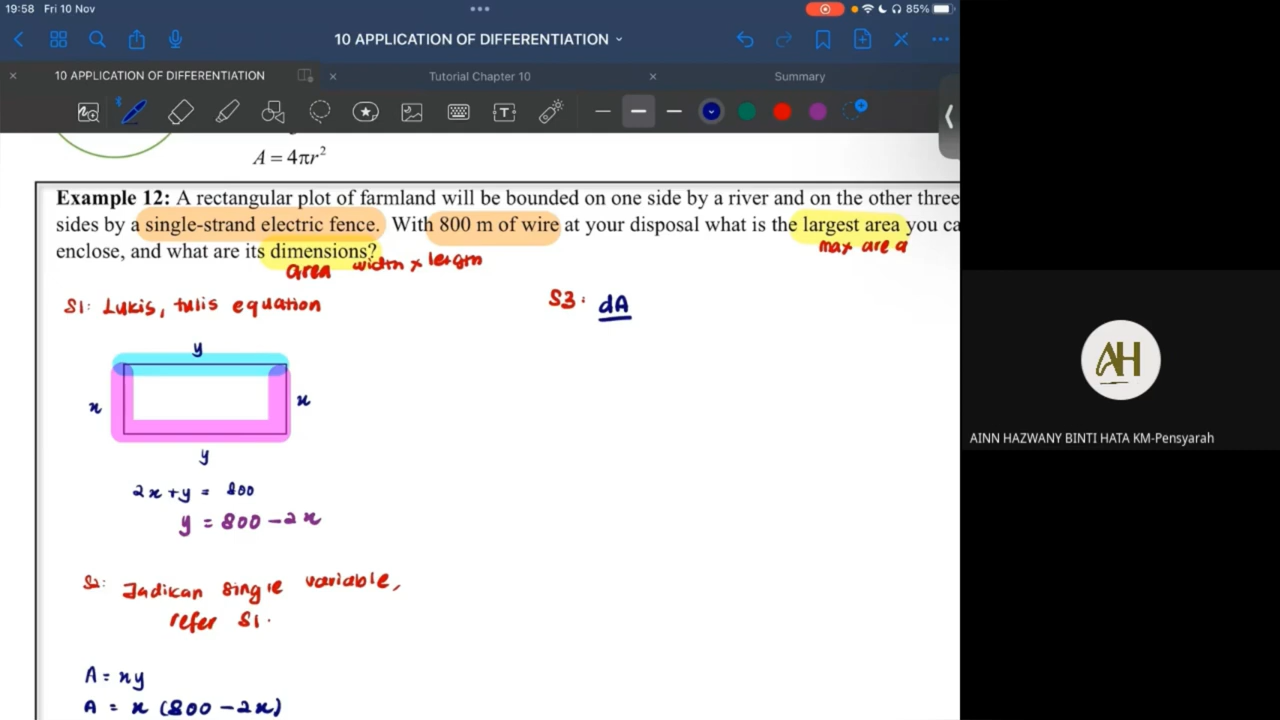 19:58 Fri 10 Nov
85%
10 APPLICATION OF DIFFERENTIATION
10 APPLICATION OF DIFFERENTIATION
Tutorial Chapter 10
Summary
A = 4πr²
Example 12: A rectangular plot of farmland will be bounded on one side by a river and on the other three
sides by a single-strand electric fence. With 800 m of wire at your disposal what is the largest area you ca
enclose, and what are its dimensions?
max area
area width x length
S1: Lukis, tulis equation
S3: dA
y
x
x
y
2x + y = 800
y = 800 - 2x
S2: Jadikan single variable,
refer S1.
A = xy
A = x (800 - 2x)
AH
AINN HAZWANY BINTI HATA KM-Pensyarah